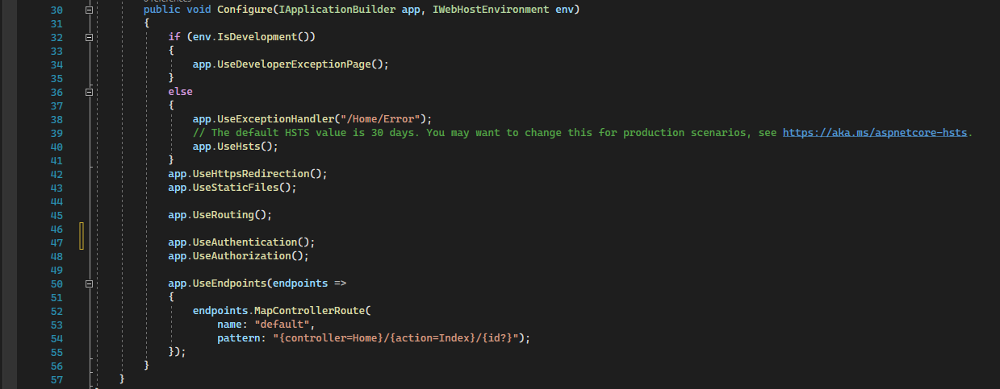 30 public void Configure(IApplicationBuilder app, IWebHostEnvironment env)
31 {
32 if (env.IsDevelopment())
33 {
34 app.UseDeveloperExceptionPage();
35 }
36 else
37 {
38 app.UseExceptionHandler("/Home/Error");
39 // The default HSTS value is 30 days. You may want to change this for production scenarios, see https://aka.ms/aspnetcore-hsts.
40 app.UseHsts();
41 }
42 app.UseHttpsRedirection();
43 app.UseStaticFiles();
44
45 app.UseRouting();
46
47 app.UseAuthentication();
48 app.UseAuthorization();
49
50 app.UseEndpoints(endpoints =>
51 {
52 endpoints.MapControllerRoute(
53 name: "default",
54 pattern: "{controller=Home}/{action=Index}/{id?}");
55 });
56 }
57 }